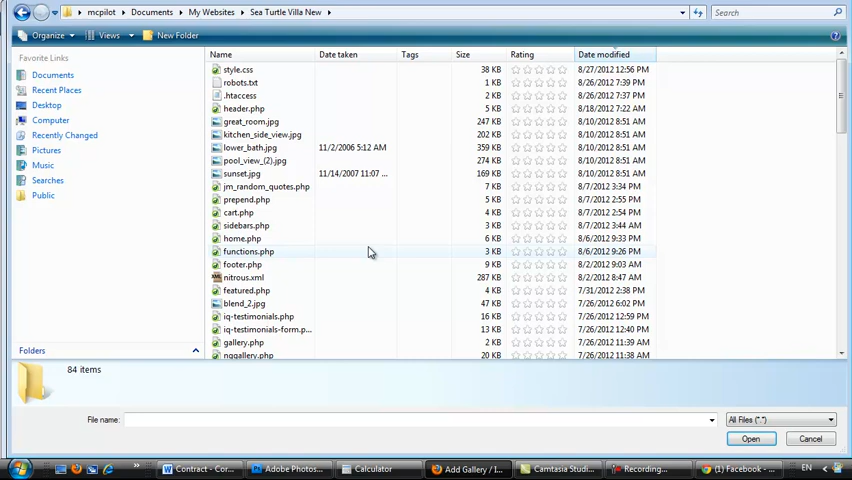 mcpilot ▸ Documents ▸ My Websites ▸ Sea Turtle Villa New ▸ Search
Organize Views New Folder
Favorite Links
Documents
Recent Places
Desktop
Computer
Recently Changed
Pictures
Music
Searches
Public
Folders
Name Date taken Tags Size Rating Date modified
style.css 38 KB 8/27/2012 12:56 PM
robots.txt 1 KB 8/26/2012 7:39 PM
.htaccess 2 KB 8/26/2012 7:37 PM
header.php 5 KB 8/18/2012 7:22 AM
great_room.jpg 247 KB 8/10/2012 8:51 AM
kitchen_side_view.jpg 202 KB 8/10/2012 8:51 AM
lower_bath.jpg 11/2/2006 5:12 AM 359 KB 8/10/2012 8:51 AM
pool_view_(2).jpg 274 KB 8/10/2012 8:51 AM
sunset.jpg 11/14/2007 11:07 ... 169 KB 8/10/2012 8:51 AM
jm_random_quotes.php 7 KB 8/7/2012 3:34 PM
prepend.php 5 KB 8/7/2012 2:55 PM
cart.php 4 KB 8/7/2012 2:54 PM
sidebars.php 3 KB 8/7/2012 3:44 AM
home.php 6 KB 8/6/2012 9:33 PM
functions.php 3 KB 8/6/2012 9:26 PM
footer.php 9 KB 8/2/2012 9:03 AM
nitrous.xml 287 KB 8/2/2012 8:47 AM
featured.php 4 KB 7/31/2012 2:38 PM
blend_2.jpg 47 KB 7/26/2012 6:02 PM
iq-testimonials.php 16 KB 7/26/2012 12:59 PM
iq-testimonials-form.p... 13 KB 7/26/2012 12:40 PM
gallery.php 3 KB 7/26/2012 11:39 AM
nggallery.php 20 KB 7/26/2012 11:38 AM
84 items
File name: All Files (*.*)
Open Cancel
Contract - Cor... Adobe Photos... Calculator Add Gallery / I... Camtasia Studi... Recording... (1) Facebook - ... EN